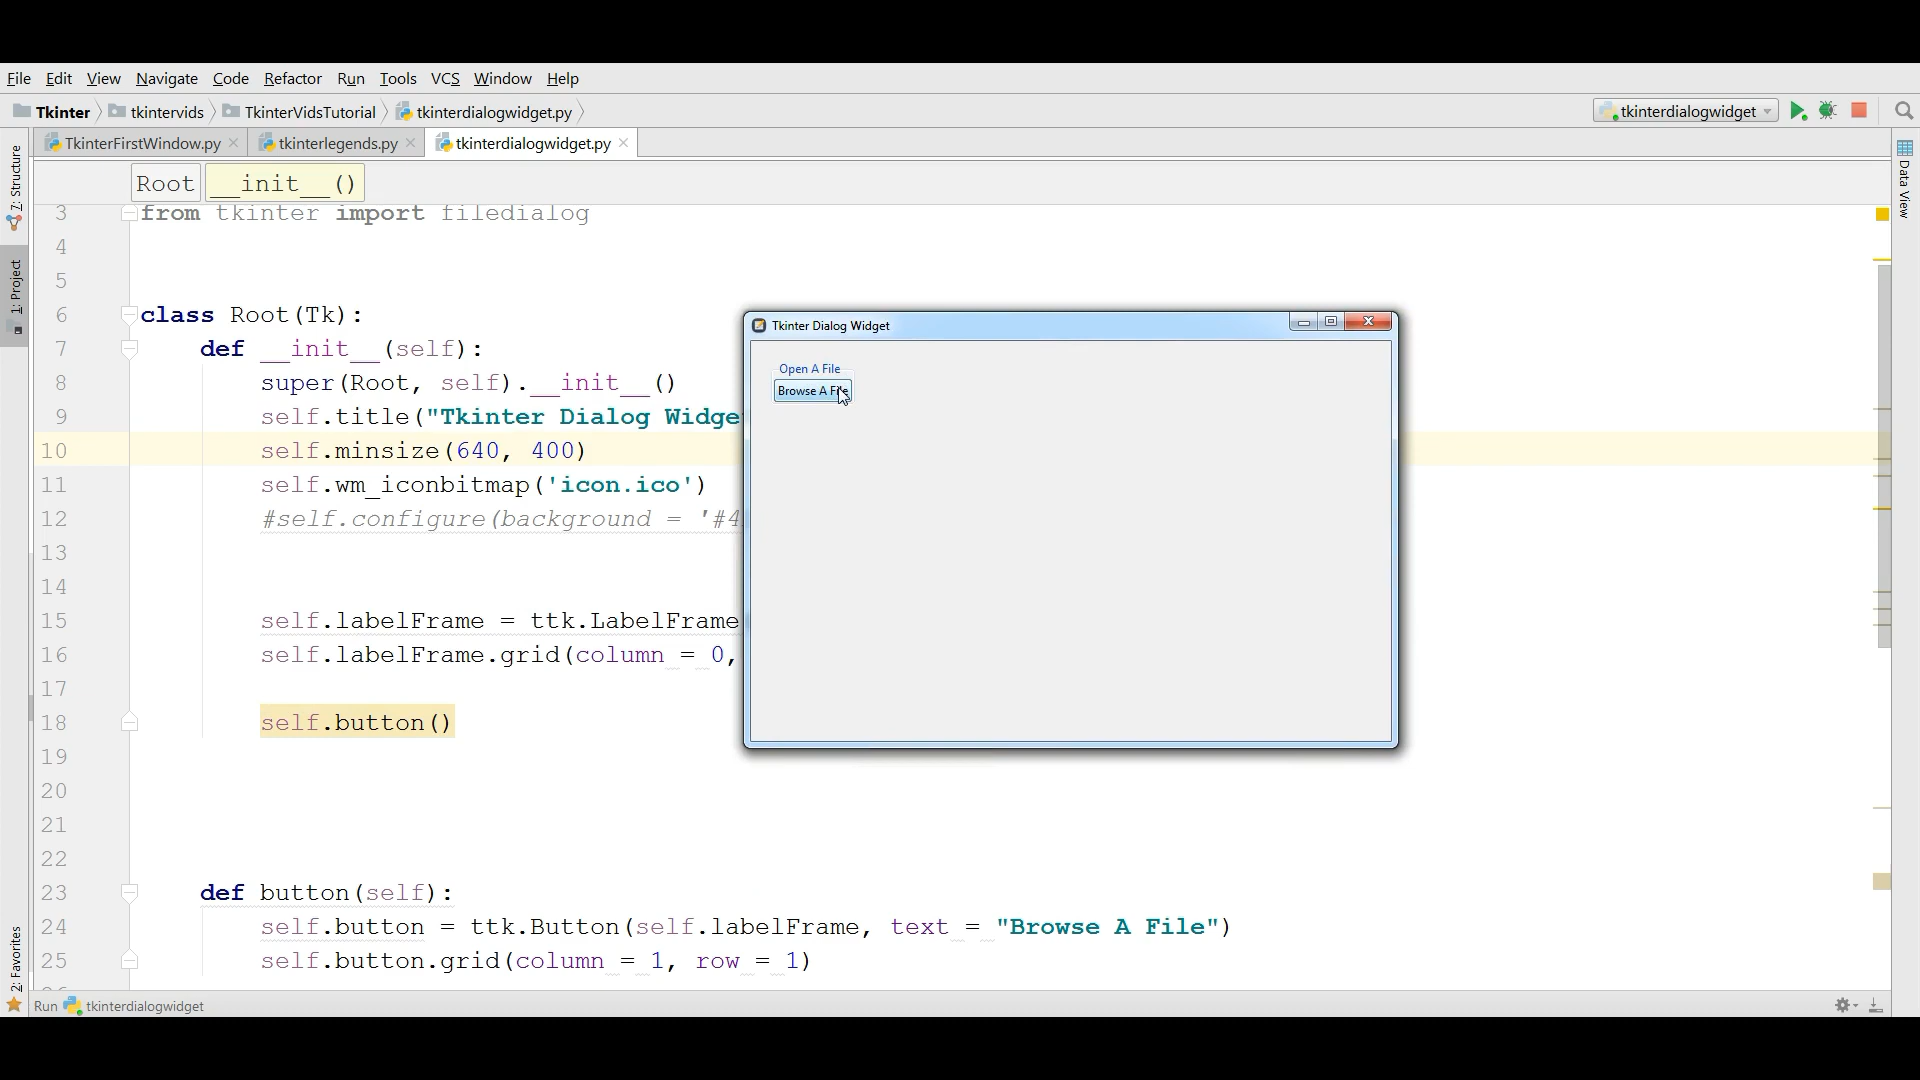 File Edit View Navigate Code Refactor Run Tools VCS Window Help
Tkinter tkintervids TkinterVidsTutorial tkinterdialogwidget.py tkinterdialogwidget
TkinterFirstWindow.py tkinterlegends.py tkinterdialogwidget.py
Root __init__()
7: Structure
1: Project
2: Favorites
Data View
3 from tkinter import filedialog
4
5
6 class Root(Tk):
7 def __init__(self):
8 super(Root, self).__init__()
9 self.title("Tkinter Dialog Widge
10 self.minsize(640, 400)
11 self.wm_iconbitmap('icon.ico')
12 #self.configure(background = '#4
13
14
15 self.labelFrame = ttk.LabelFrame
16 self.labelFrame.grid(column = 0,
17
18 self.button()
19
20
21
22
23 def button(self):
24 self.button = ttk.Button(self.labelFrame, text = "Browse A File")
25 self.button.grid(column = 1, row = 1)
Tkinter Dialog Widget
Open A File
Browse A File
Run tkinterdialogwidget